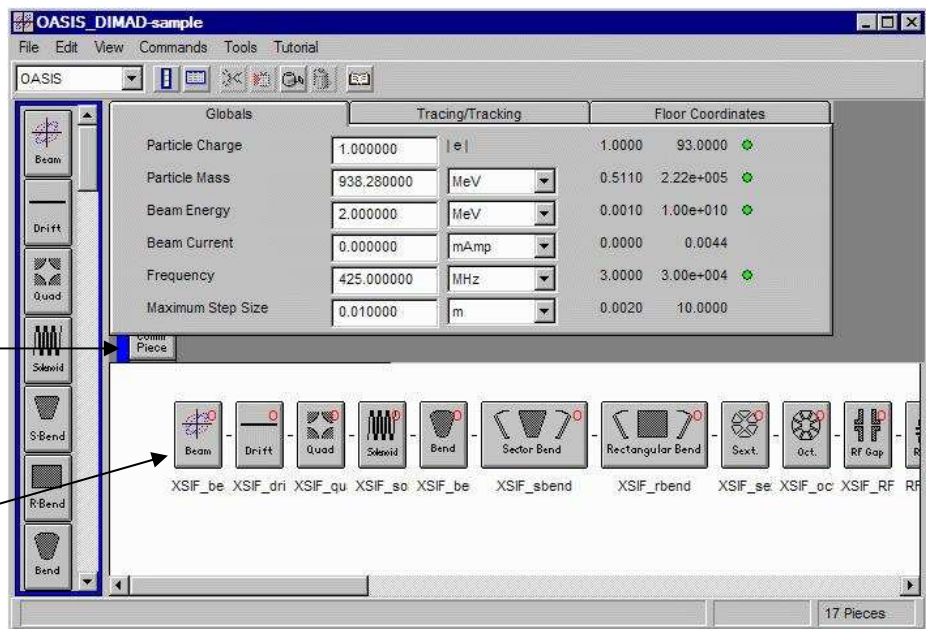 OASIS_DIMAD-sample
File Edit View Commands Tools Tutorial
OASIS
Globals Tracing/Tracking Floor Coordinates
Particle Charge 1.000000 |e| 1.0000 93.0000
Particle Mass 938.280000 MeV 0.5110 2.22e+005
Beam Energy 2.000000 MeV 0.0010 1.00e+010
Beam Current 0.000000 mAmp 0.0000 0.0044
Frequency 425.000000 MHz 3.0000 3.00e+004
Maximum Step Size 0.010000 m 0.0020 10.0000
Beam
Drift
Quad
Solenoid
S-Bend
R-Bend
Bend
Piece
Beam Drift Quad Solenoid Bend Sector Bend Rectangular Bend Sext. Oct. RF Gap R
XSIF_be XSIF_dri XSIF_qu XSIF_so XSIF_be XSIF_sbend XSIF_rbend XSIF_se: XSIF_oc XSIF_RF RF
17 Pieces